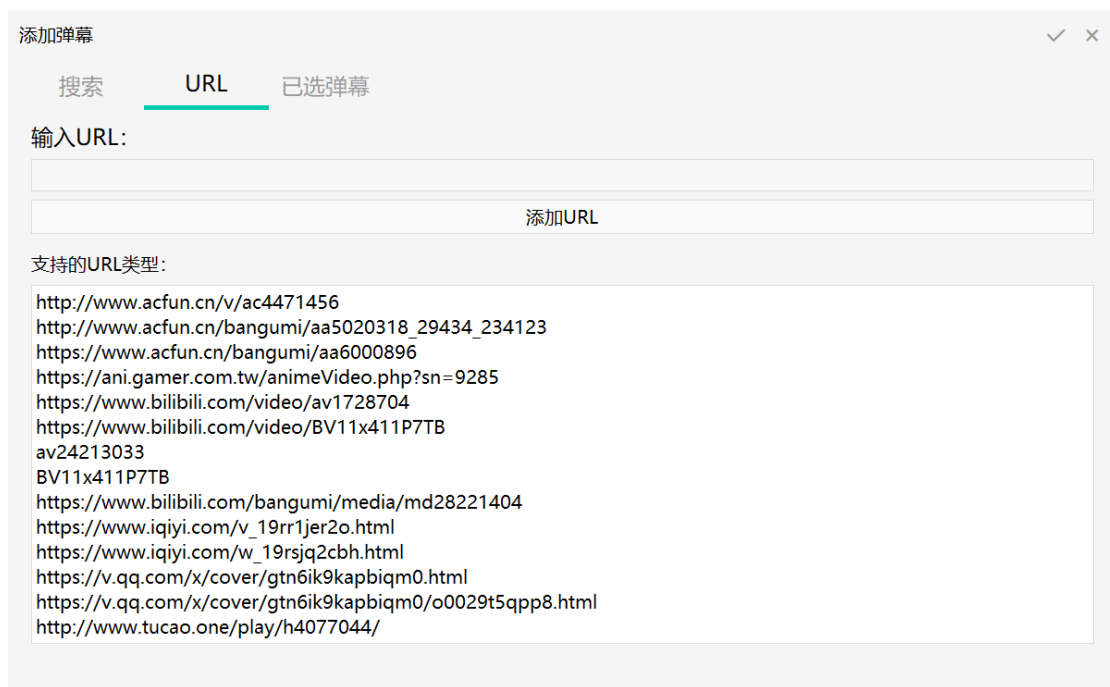 添加弹幕
搜索 URL 已选弹幕
输入URL：
添加URL
支持的URL类型：
http://www.acfun.cn/v/ac4471456
http://www.acfun.cn/bangumi/aa5020318_29434_234123
https://www.acfun.cn/bangumi/aa6000896
https://ani.gamer.com.tw/animeVideo.php?sn=9285
https://www.bilibili.com/video/av1728704
https://www.bilibili.com/video/BV11x411P7TB
av24213033
BV11x411P7TB
https://www.bilibili.com/bangumi/media/md28221404
https://www.iqiyi.com/v_19rr1jer2o.html
https://www.iqiyi.com/w_19rsjq2cbh.html
https://v.qq.com/x/cover/gtn6ik9kapbiqm0.html
https://v.qq.com/x/cover/gtn6ik9kapbiqm0/o0029t5qpp8.html
http://www.tucao.one/play/h4077044/